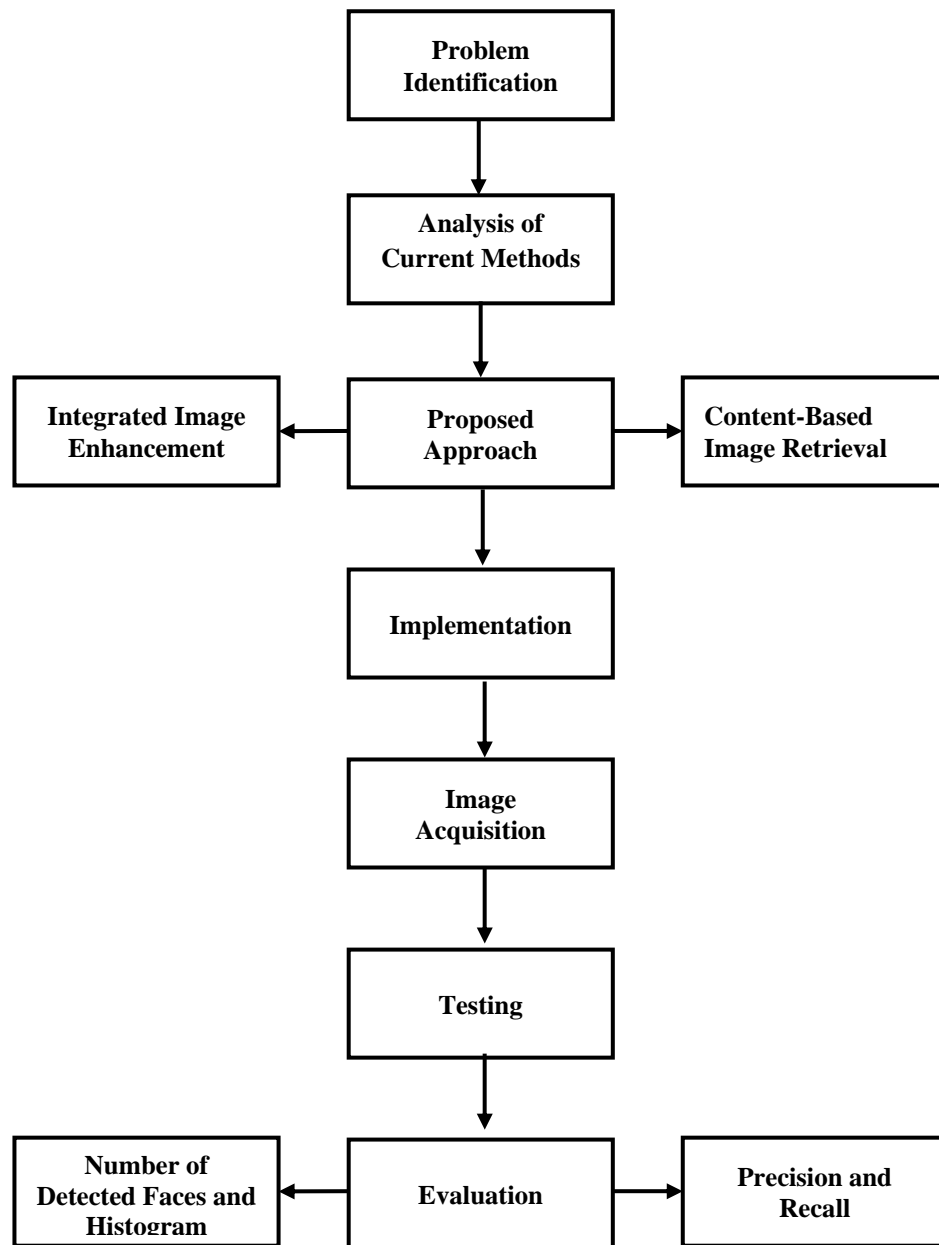 Problem
Identification
Analysis of
Current Methods
Integrated Image
Enhancement
Proposed
Approach
Content-Based
Image Retrieval
Implementation
Image
Acquisition
Testing
Number of
Detected Faces and
Histogram
Evaluation
Precision and
Recall